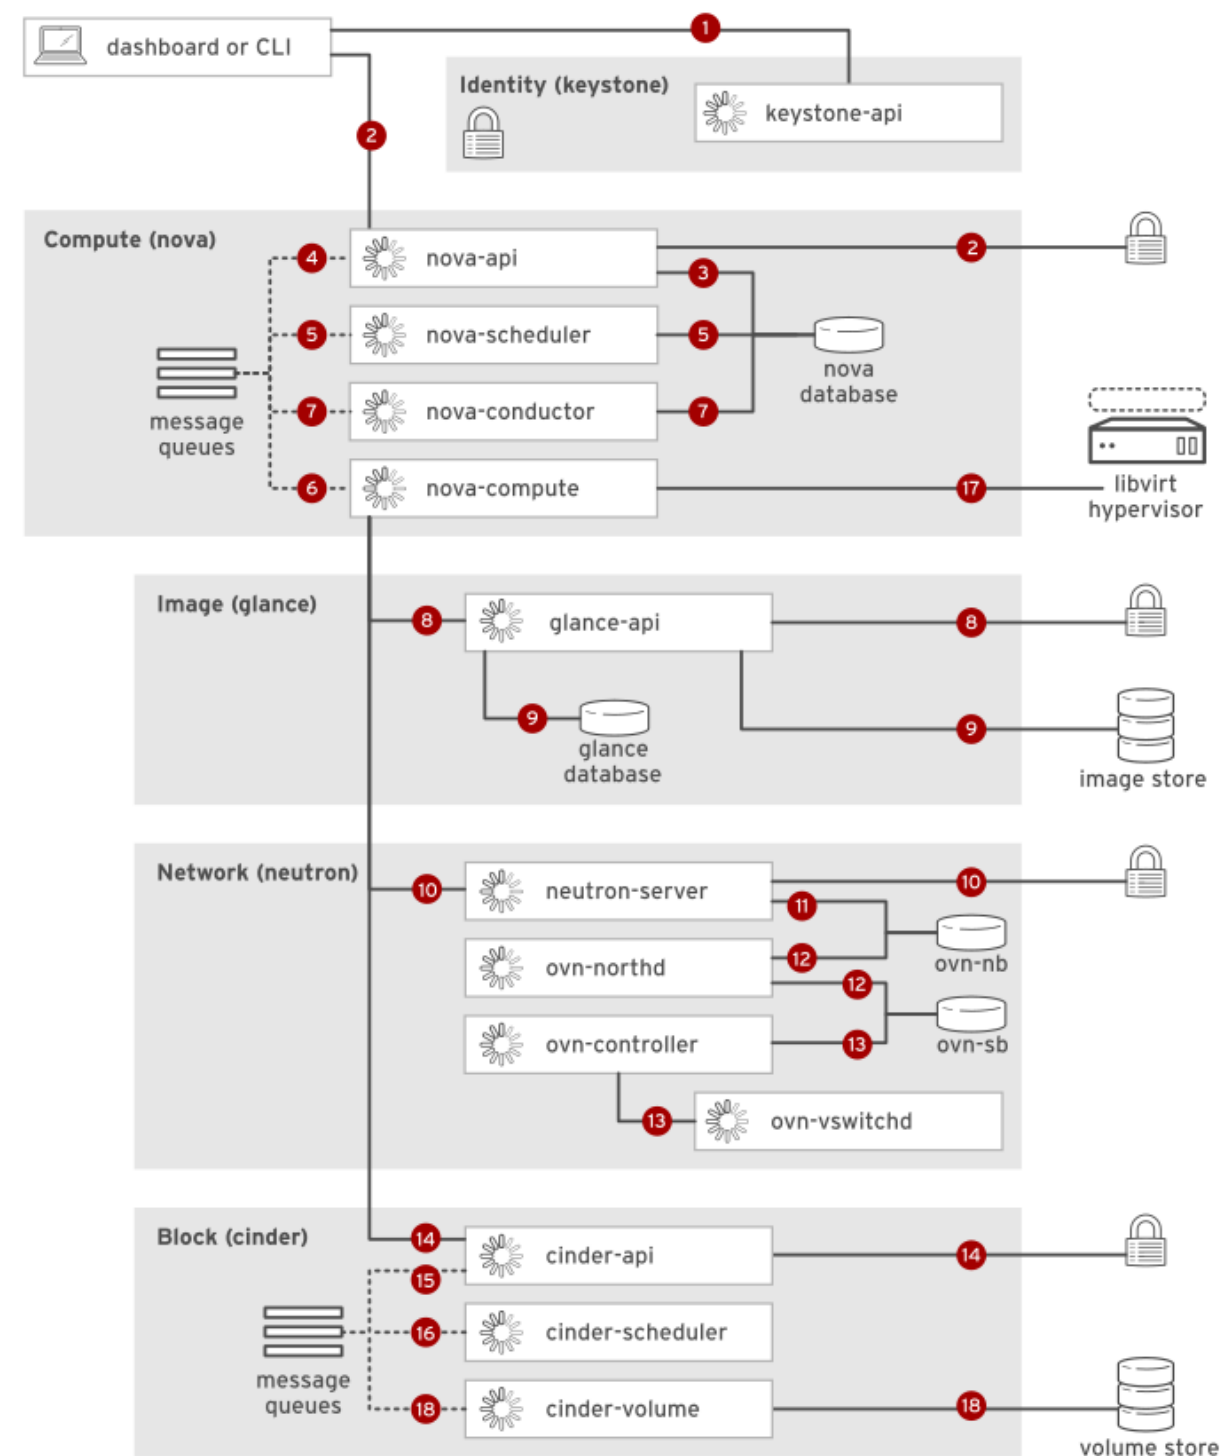 1
dashboard or CLI
Identity (keystone)
keystone-api
2
Compute (nova)
4
nova-api
2
3
5
nova-scheduler
5
nova
database
message
queues
7
nova-conductor
7
6
nova-compute
17
libvirt
hypervisor
Image (glance)
8
glance-api
8
9
glance
database
9
image store
Network (neutron)
10
neutron-server
10
11
ovn-nb
ovn-northd
12
12
ovn-controller
13
ovn-sb
13
ovn-vswitchd
Block (cinder)
14
cinder-api
14
15
16
cinder-scheduler
message
queues
18
cinder-volume
18
volume store